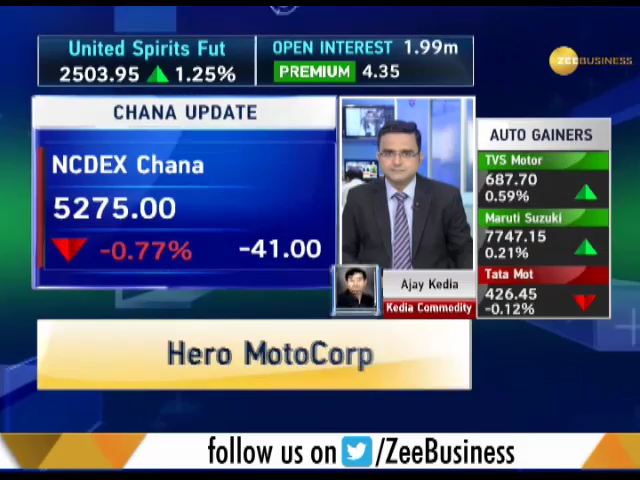 United Spirits Fut
2503.95 1.25%
OPEN INTEREST 1.99m
PREMIUM 4.35
ZEEBUSINESS
CHANA UPDATE
NCDEX Chana
5275.00
-0.77% -41.00
Ajay Kedia
Kedia Commodity
AUTO GAINERS
TVS Motor
687.70
0.59%
Maruti Suzuki
7747.15
0.21%
Tata Mot
426.45
-0.12%
Hero MotoCorp
follow us on /ZeeBusiness